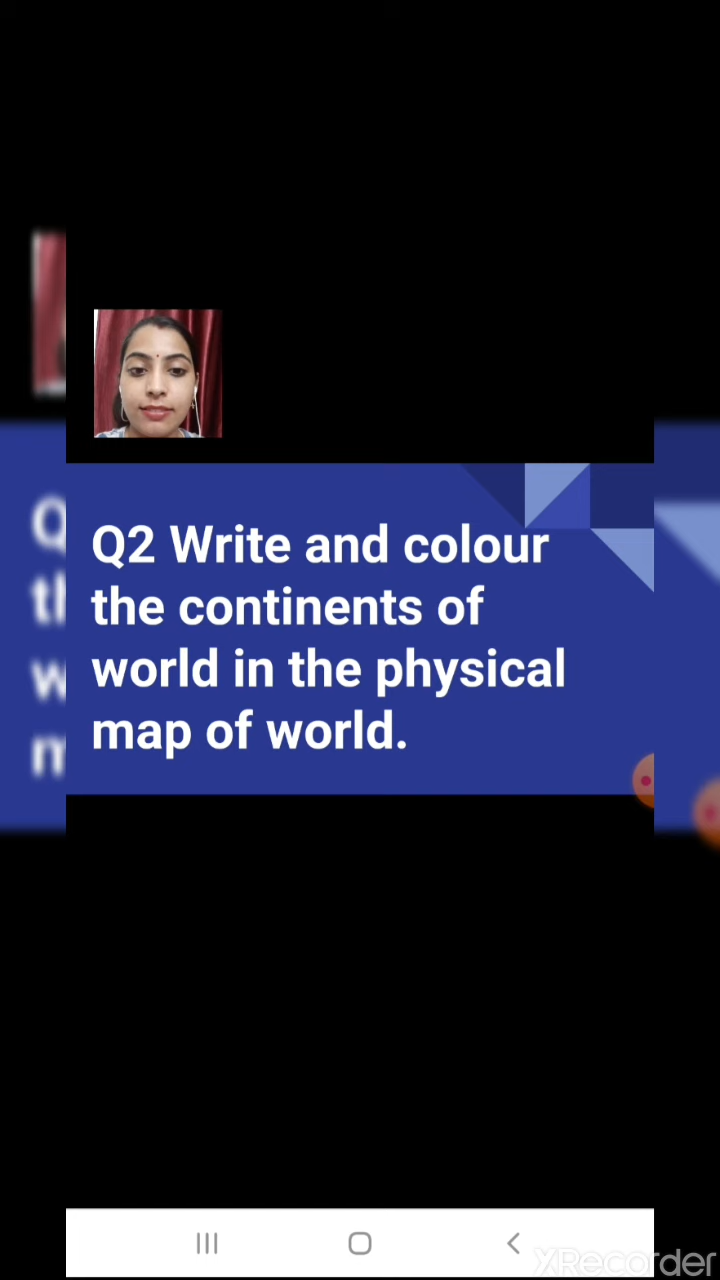 Q2 Write and colour
the continents of
world in the physical
map of world.
XRecorder